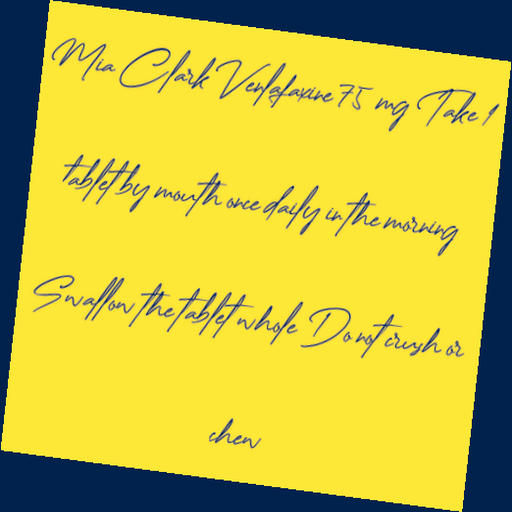 Mia Clark Venlafaxine 75 mg Take 1
tablet by mouth once daily in the morning
Swallow the tablet whole Do not crush or
chew